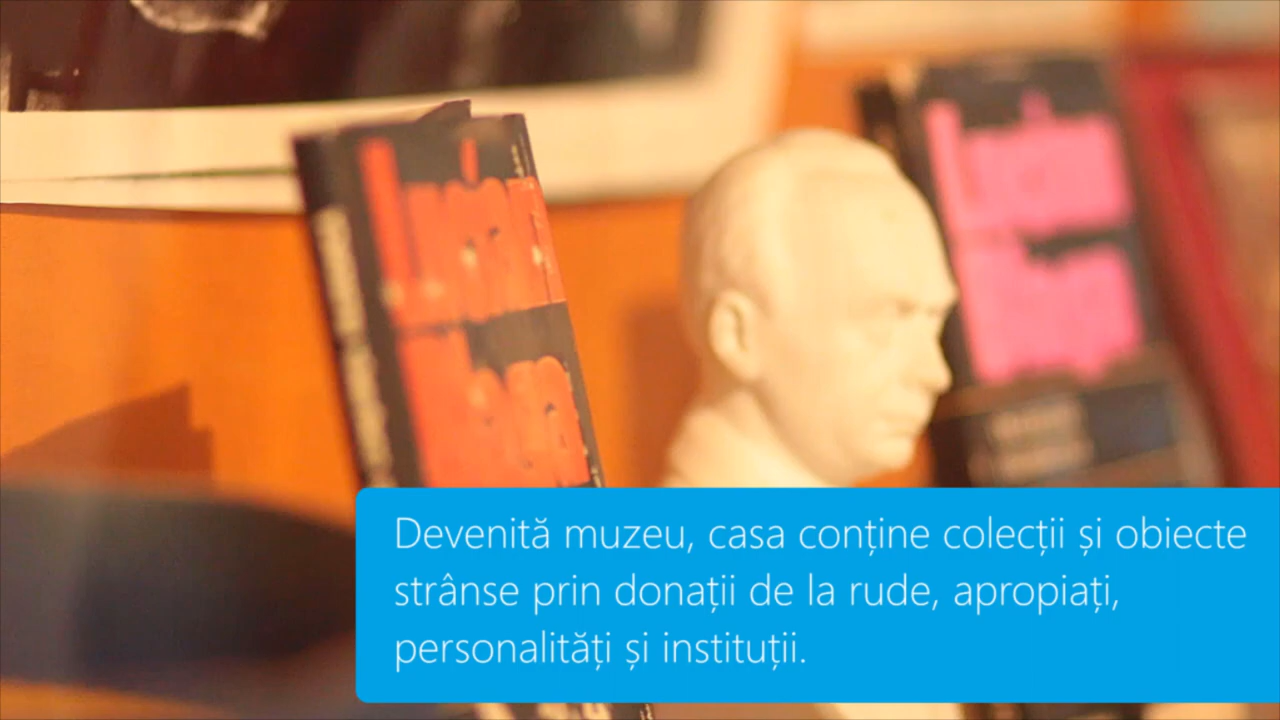 Devenită muzeu, casa conține colecții și obiecte
strânse prin donații de la rude, apropiați,
personalități și instituții.